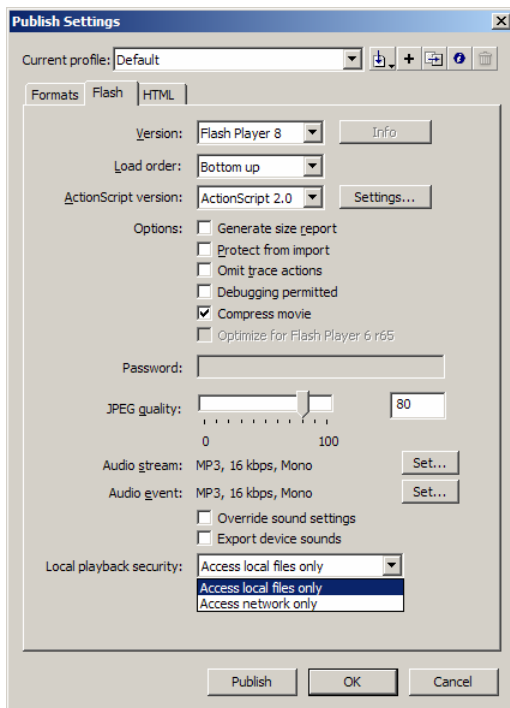 Publish Settings
Current profile: Default
Formats Flash HTML
Version: Flash Player 8 Info
Load order: Bottom up
ActionScript version: ActionScript 2.0 Settings...
Options: Generate size report
Protect from import
Omit trace actions
Debugging permitted
Compress movie
Optimize for Flash Player 6 r65
Password:
JPEG quality: 80
0 100
Audio stream: MP3, 16 kbps, Mono Set...
Audio event: MP3, 16 kbps, Mono Set...
Override sound settings
Export device sounds
Local playback security: Access local files only
Access local files only
Access network only
Publish OK Cancel